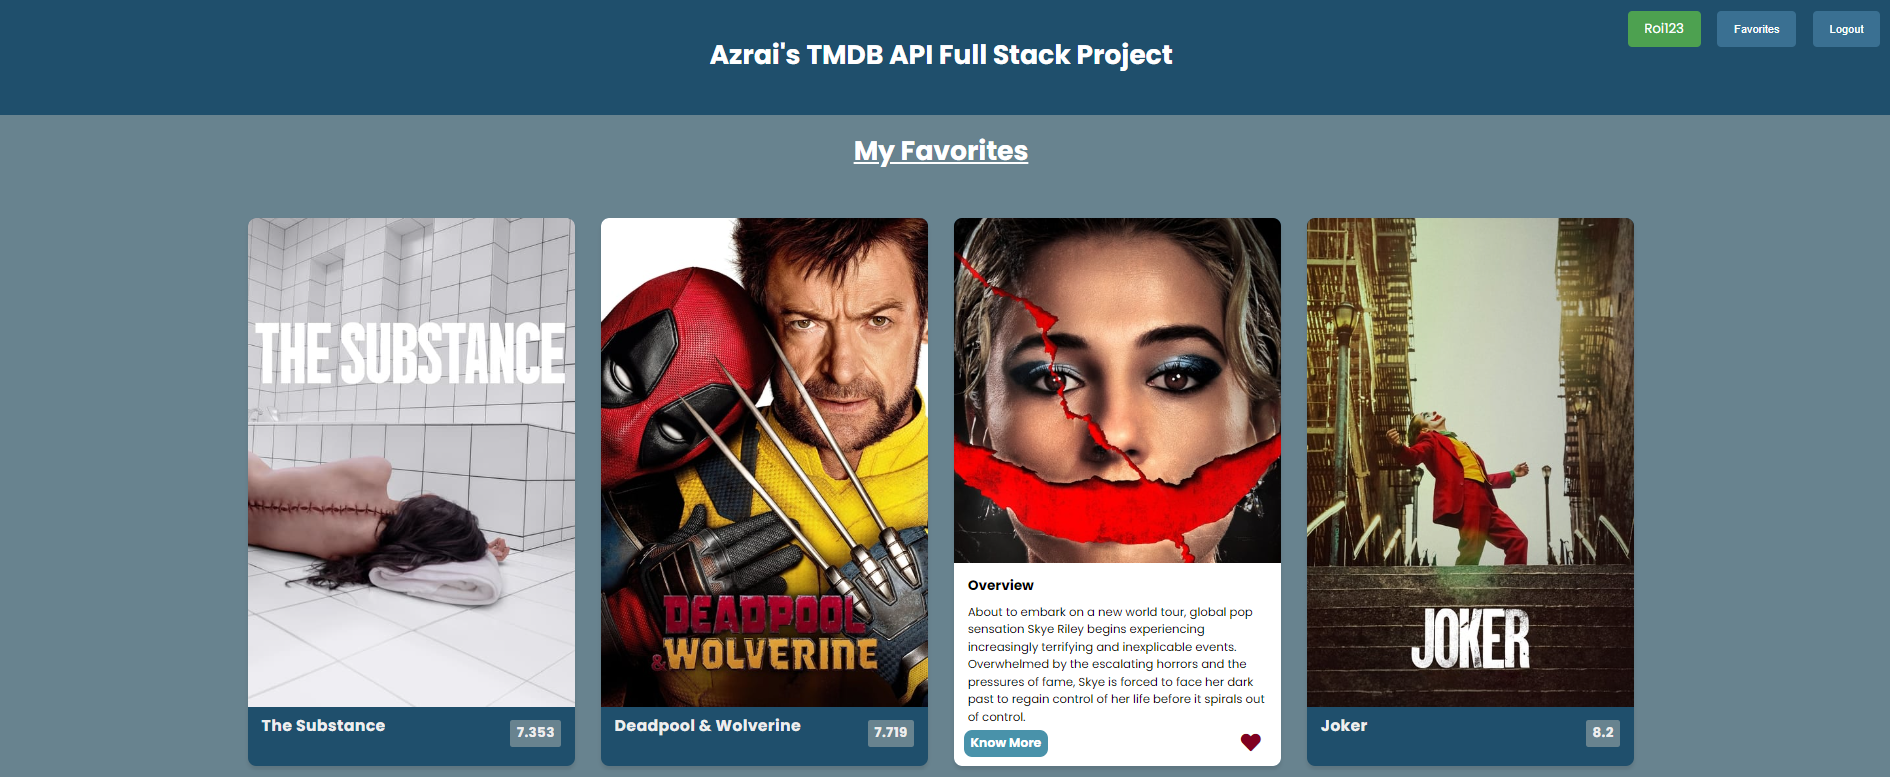 Roi123
Favorites
Logout
Azrai's TMDB API Full Stack Project
My Favorites
THE SUBSTANCE
DEADPOOL
&WOLVERINE
JOKER
The Substance
7.353
Deadpool & Wolverine
7.719
Overview
About to embark on a new world tour, global pop
sensation Skye Riley begins experiencing
increasingly terrifying and inexplicable events.
Overwhelmed by the escalating horrors and the
pressures of fame, Skye is forced to face her dark
past to regain control of her life before it spirals out
of control.
Know More
Joker
8.2